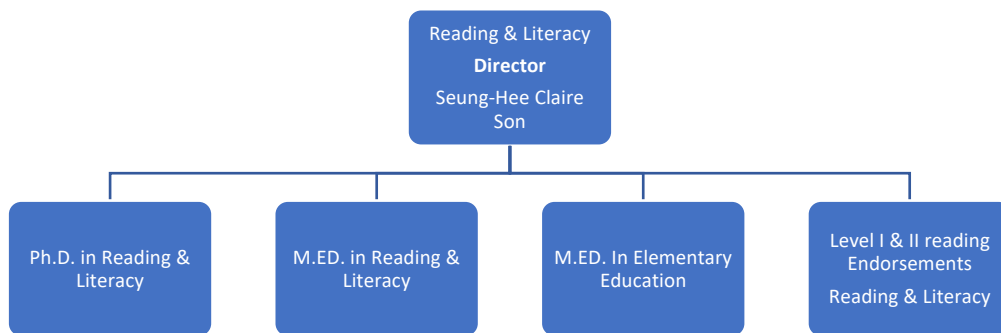 Reading & Literacy
Director
Seung-Hee Claire
Son
Ph.D. in Reading &
Literacy
M.ED. in Reading &
Literacy
M.ED. In Elementary
Education
Level I & II reading
Endorsements
Reading & Literacy